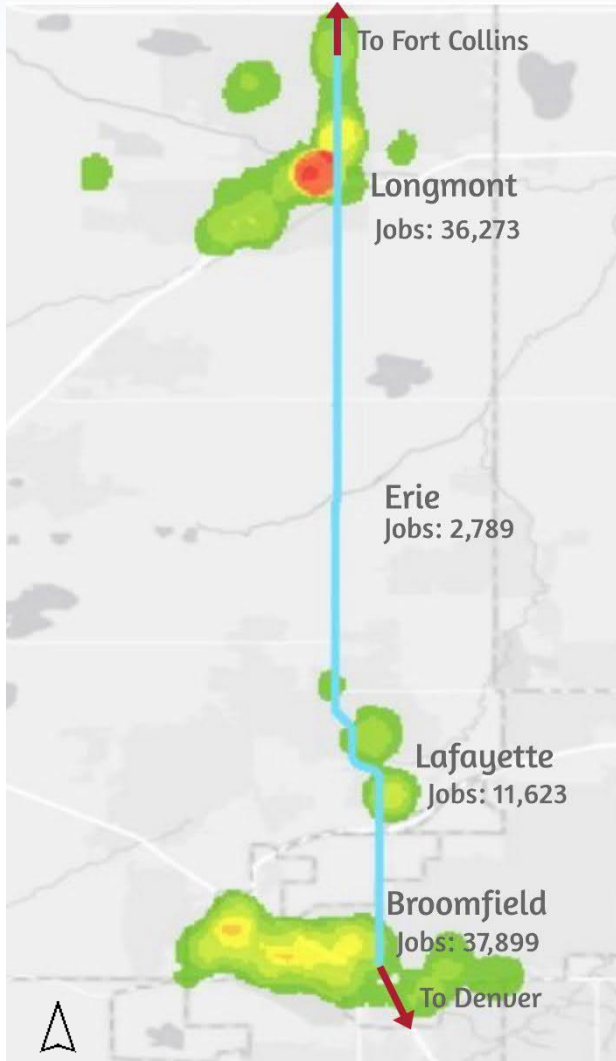 To Fort Collins
Longmont
Jobs: 36,273
Erie
Jobs: 2,789
Lafayette
Jobs: 11,623
Broomfield
Jobs: 37,899
To Denver